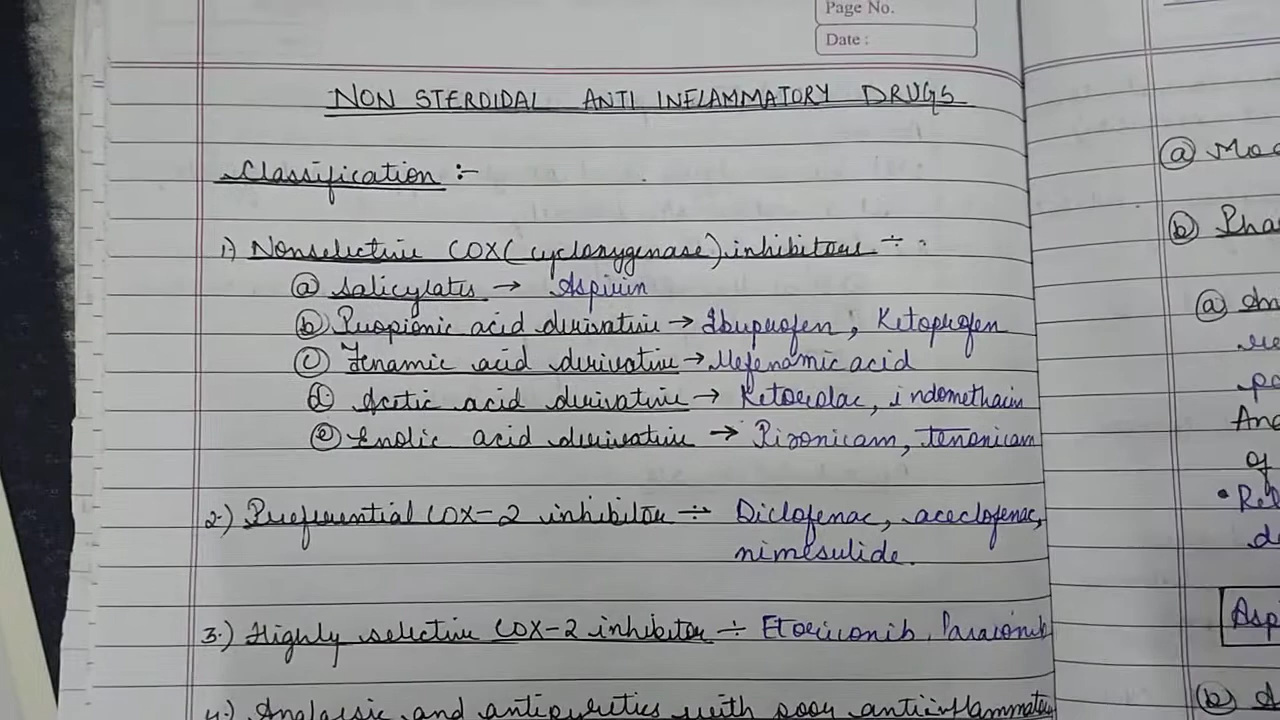 Page No.
Date :
NON STEROIDAL ANTI INFLAMMATORY DRUGS
Classification :-
1) Nonselective COX (cyclooxygenase) inhibitors ÷
(a) Salicylates → Aspirin
(b) Propionic acid derivative → Ibuprofen, Ketoprofen
(c) Fenamic acid derivative → Mefenamic acid
(d) Acetic acid derivative → Ketorolac, indomethacin
(e) Enolic acid derivative → Piroxicam, tenoxicam
2.) Preferential COX-2 inhibitor ÷ Diclofenac, aceclofenac,
nimesulide.
3.) Highly selective COX-2 inhibitor ÷ Etoricoxib, Paracoxib
4.) Analgesic and antipyretics with poor antiinflammatory
(a)
(b)
(a)
of
Asp
(b)